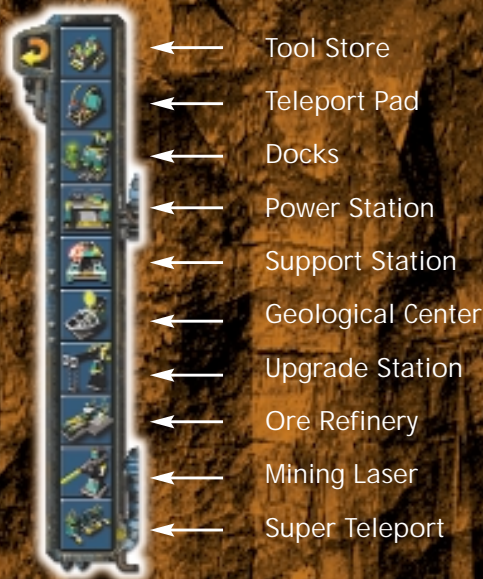 Tool Store
Teleport Pad
Docks
Power Station
Support Station
Geological Center
Upgrade Station
Ore Refinery
Mining Laser
Super Teleport